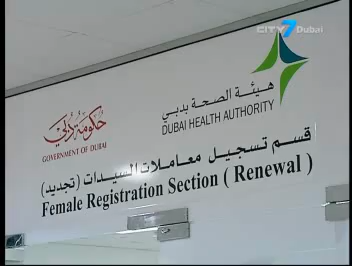 CITY7 Dubai
حكومة دبي
GOVERNMENT OF DUBAI
هيئة الصحة بدبي
DUBAI HEALTH AUTHORITY
قسم تسجيل معاملات السيدات (تجديد)
Female Registration Section ( Renewal )